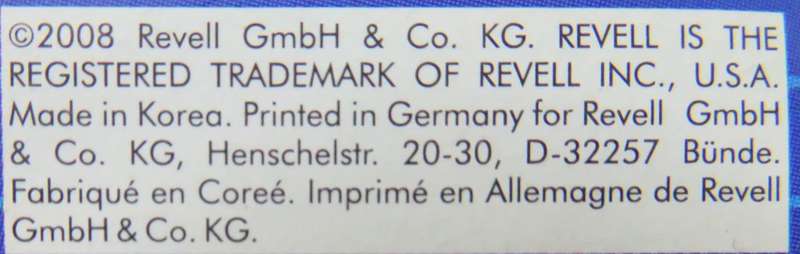 ©2008 Revell GmbH & Co. KG. REVELL IS THE
REGISTERED TRADEMARK OF REVELL INC., U.S.A.
Made in Korea. Printed in Germany for Revell GmbH
& Co. KG, Henschelstr. 20-30, D-32257 Bünde.
Fabriqué en Coreé. Imprimé en Allemagne de Revell
GmbH & Co. KG.